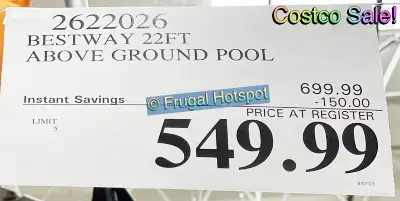 Costco Sale!
2622026
BESTWAY 22FT
ABOVE GROUND POOL
699.99
Instant Savings -150.00
© Frugal Hotspot
PRICE AT REGISTER
LIMIT
5
549.99